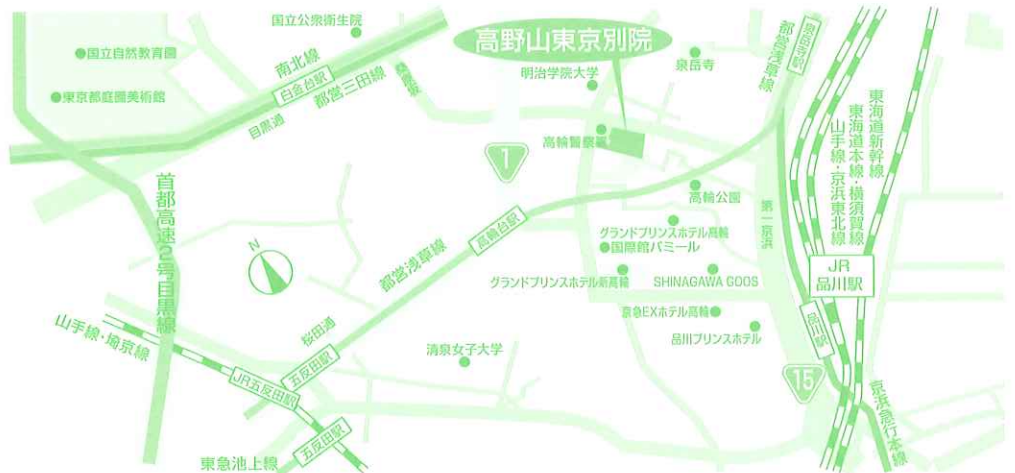 国立公衆衛生院
国立自然教育園
東京都庭園美術館
南北線
白金台駅
都営三田線
目黒通
桑原坂
高野山東京別院
明治学院大学
泉岳寺
泉岳寺駅
都営浅草線
高輪警察署
1
高輪公園
第一京浜
東海道新幹線
東海道本線・横須賀線
山手線・京浜東北線
首都高速2号目黒線
N
都営浅草線
高輪台駅
グランドプリンスホテル高輪
国際館パミール
グランドプリンスホテル新高輪
SHINAGAWA GOOS
JR
品川駅
京急EXホテル高輪
品川駅
品川プリンスホテル
山手線・埼京線
桜田通
五反田駅
清泉女子大学
JR五反田駅
15
京浜急行本線
五反田駅
東急池上線